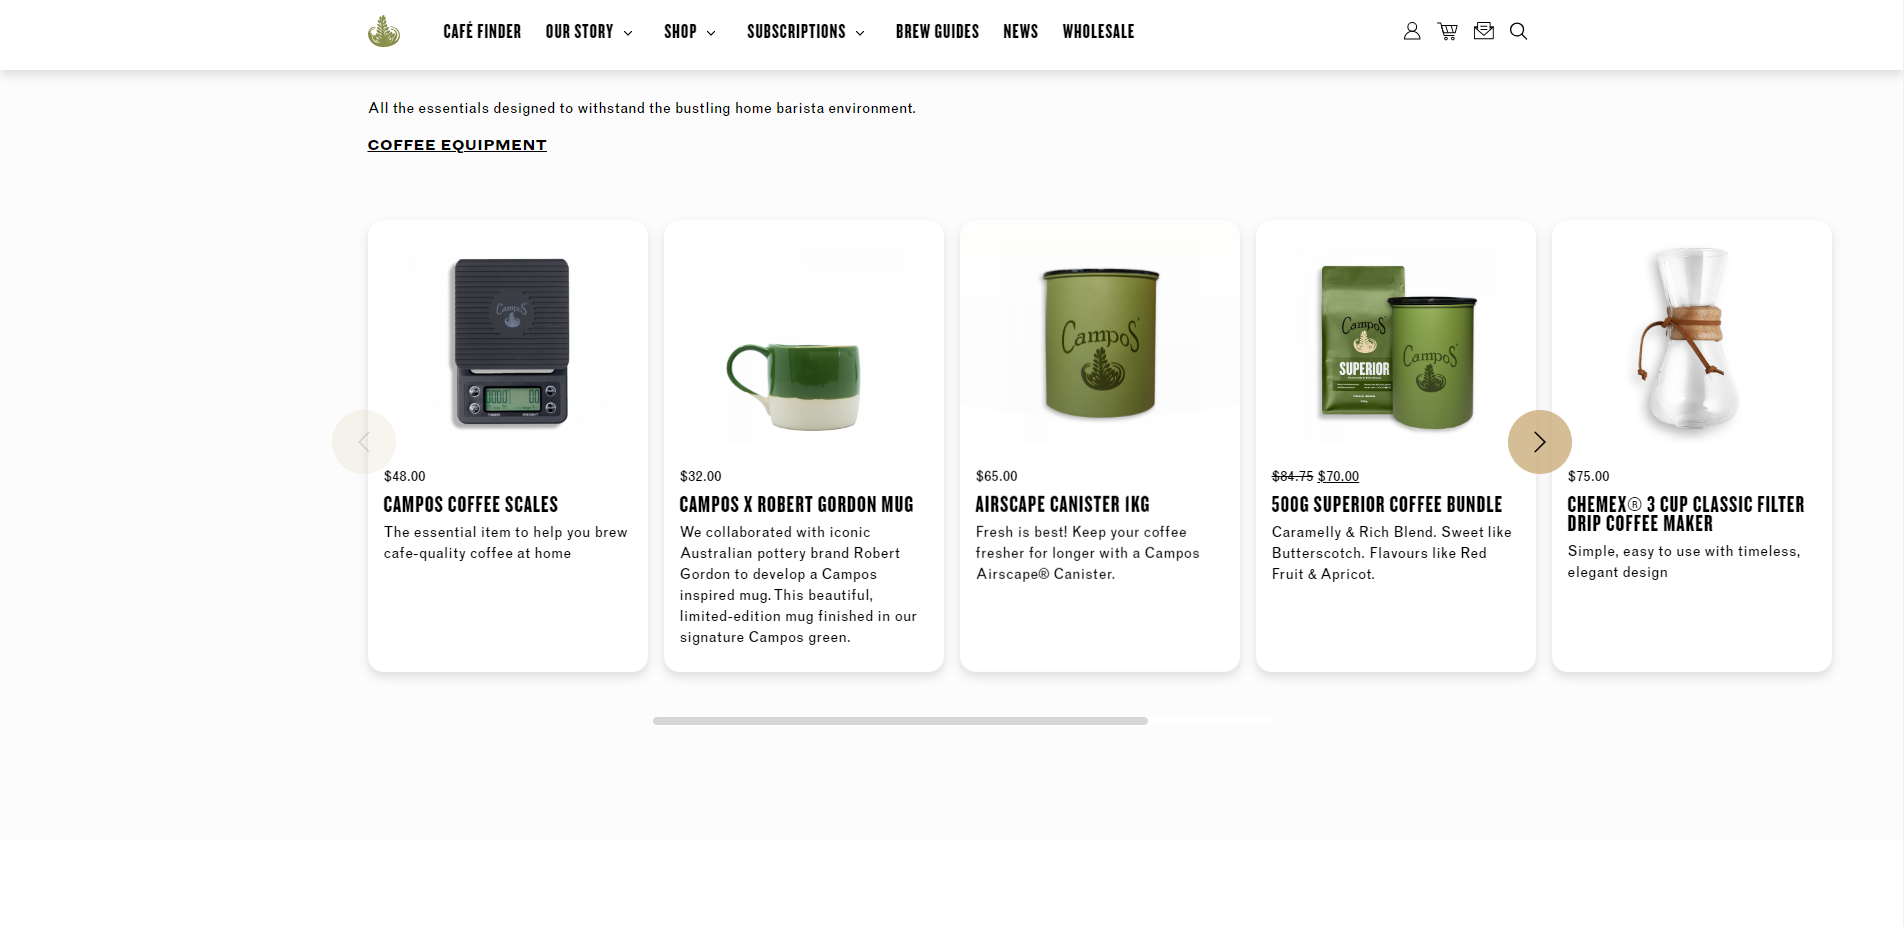 CAFÉ FINDER OUR STORY SHOP SUBSCRIPTIONS BREW GUIDES NEWS WHOLESALE
All the essentials designed to withstand the bustling home barista environment.
COFFEE EQUIPMENT
Campos
$48.00
CAMPOS COFFEE SCALES
The essential item to help you brew
cafe-quality coffee at home
$32.00
CAMPOS X ROBERT GORDON MUG
We collaborated with iconic
Australian pottery brand Robert
Gordon to develop a Campos
inspired mug. This beautiful,
limited-edition mug finished in our
signature Campos green.
Campos
$65.00
AIRSCAPE CANISTER 1KG
Fresh is best! Keep your coffee
fresher for longer with a Campos
Airscape® Canister.
Campos
SUPERIOR
Campos
$84.75 $70.00
500G SUPERIOR COFFEE BUNDLE
Caramelly & Rich Blend. Sweet like
Butterscotch. Flavours like Red
Fruit & Apricot.
$75.00
CHEMEX® 3 CUP CLASSIC FILTER
DRIP COFFEE MAKER
Simple, easy to use with timeless,
elegant design